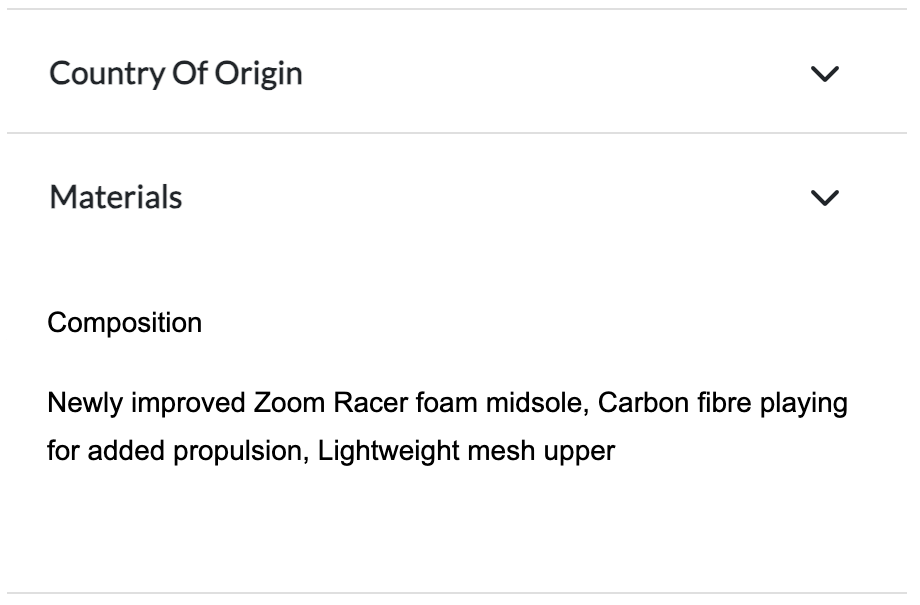 Country Of Origin
Materials
Composition
Newly improved Zoom Racer foam midsole, Carbon fibre playing
for added propulsion, Lightweight mesh upper